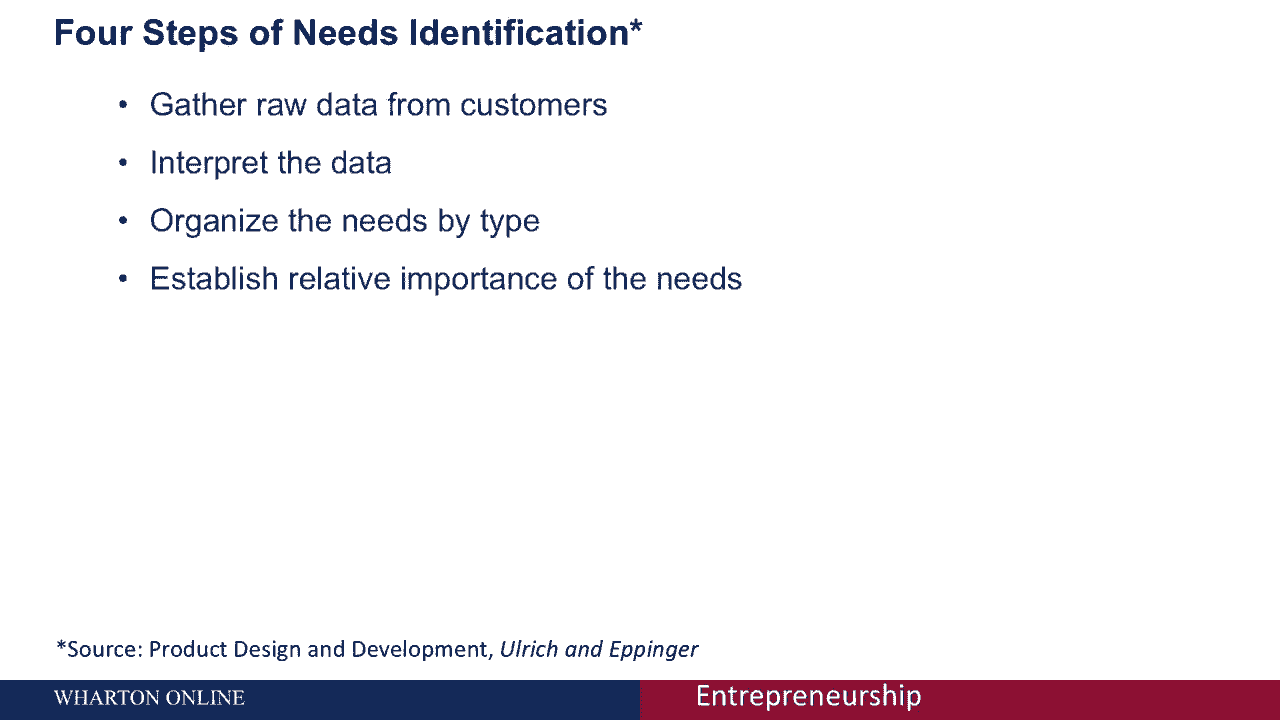 Four Steps of Needs Identification*
• Gather raw data from customers
• Interpret the data
• Organize the needs by type
• Establish relative importance of the needs
*Source: Product Design and Development, Ulrich and Eppinger
WHARTON ONLINE
Entrepreneurship